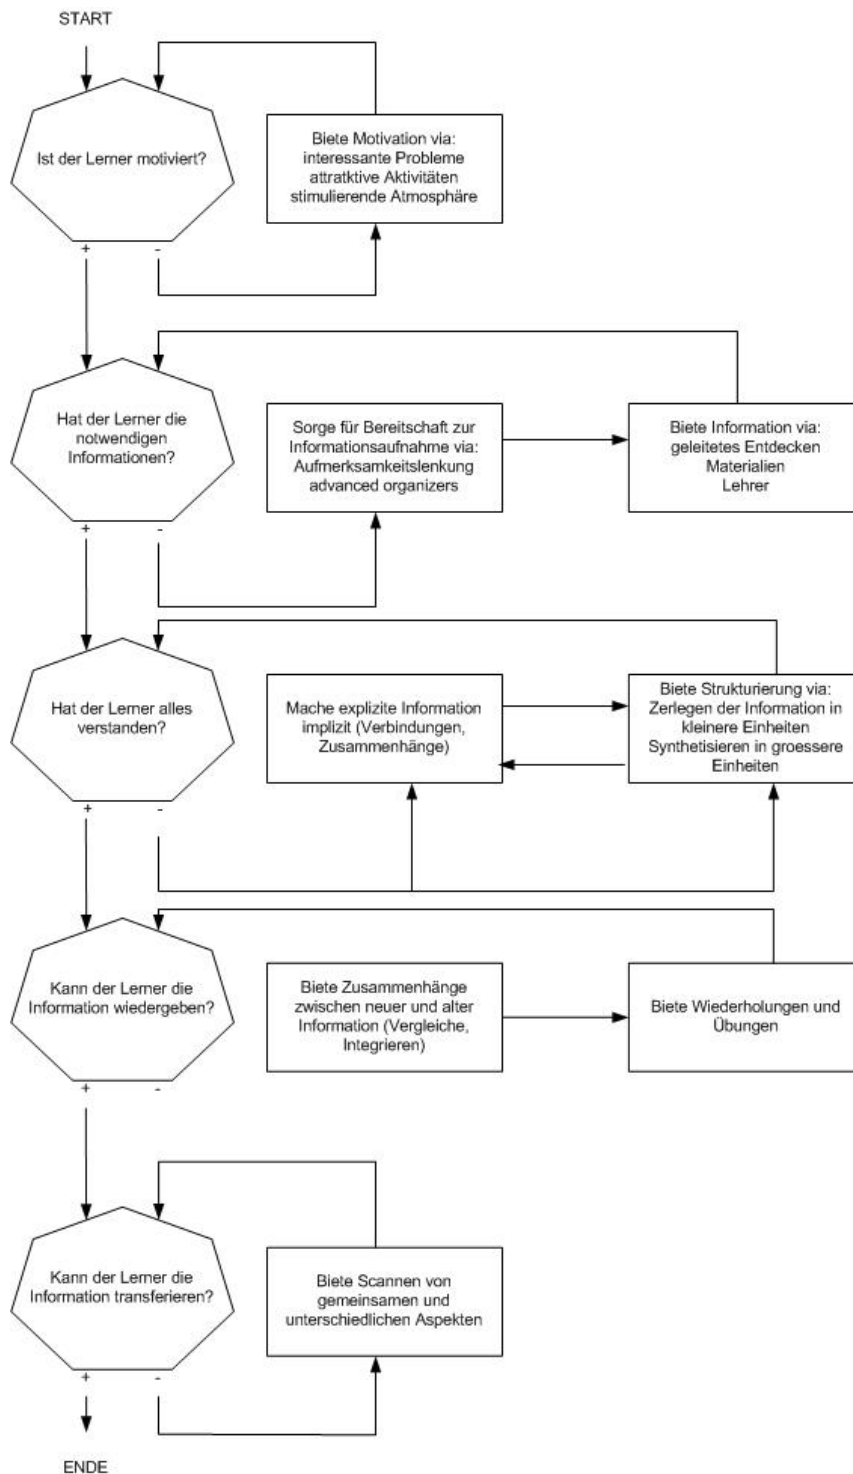 START
Ist der Lerner motiviert?
Biete Motivation via:
interessante Probleme
attratktive Aktivitäten
stimulierende Atmosphäre
+
-
Hat der Lerner die
notwendigen
Informationen?
Sorge für Bereitschaft zur
Informationsaufnahme via:
Aufmerksamkeitslenkung
advanced organizers
Biete Information via:
geleitetes Entdecken
Materialien
Lehrer
+
-
Hat der Lerner alles
verstanden?
Mache explizite Information
implizit (Verbindungen,
Zusammenhänge)
Biete Strukturierung via:
Zerlegen der Information in
kleinere Einheiten
Synthetisieren in groessere
Einheiten
+
-
Kann der Lerner die
Information wiedergeben?
Biete Zusammenhänge
zwischen neuer und alter
Information (Vergleiche,
Integrieren)
Biete Wiederholungen und
Übungen
+
-
Kann der Lerner die
Information transferieren?
Biete Scannen von
gemeinsamen und
unterschiedlichen Aspekten
+
-
ENDE